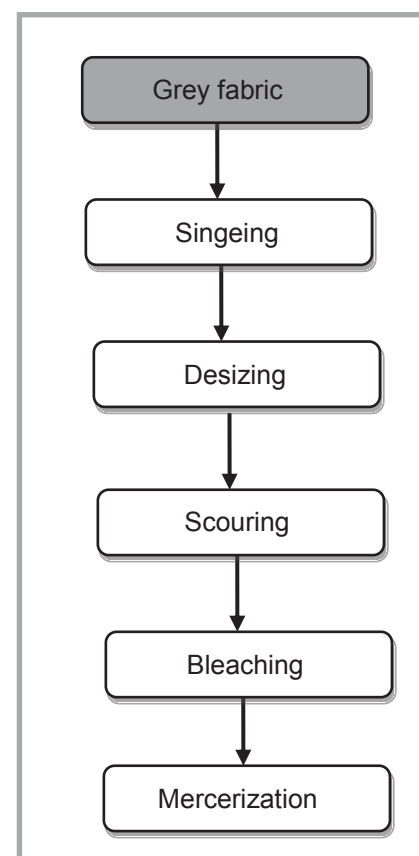 Grey fabric
Singeing
Desizing
Scouring
Bleaching
Mercerization